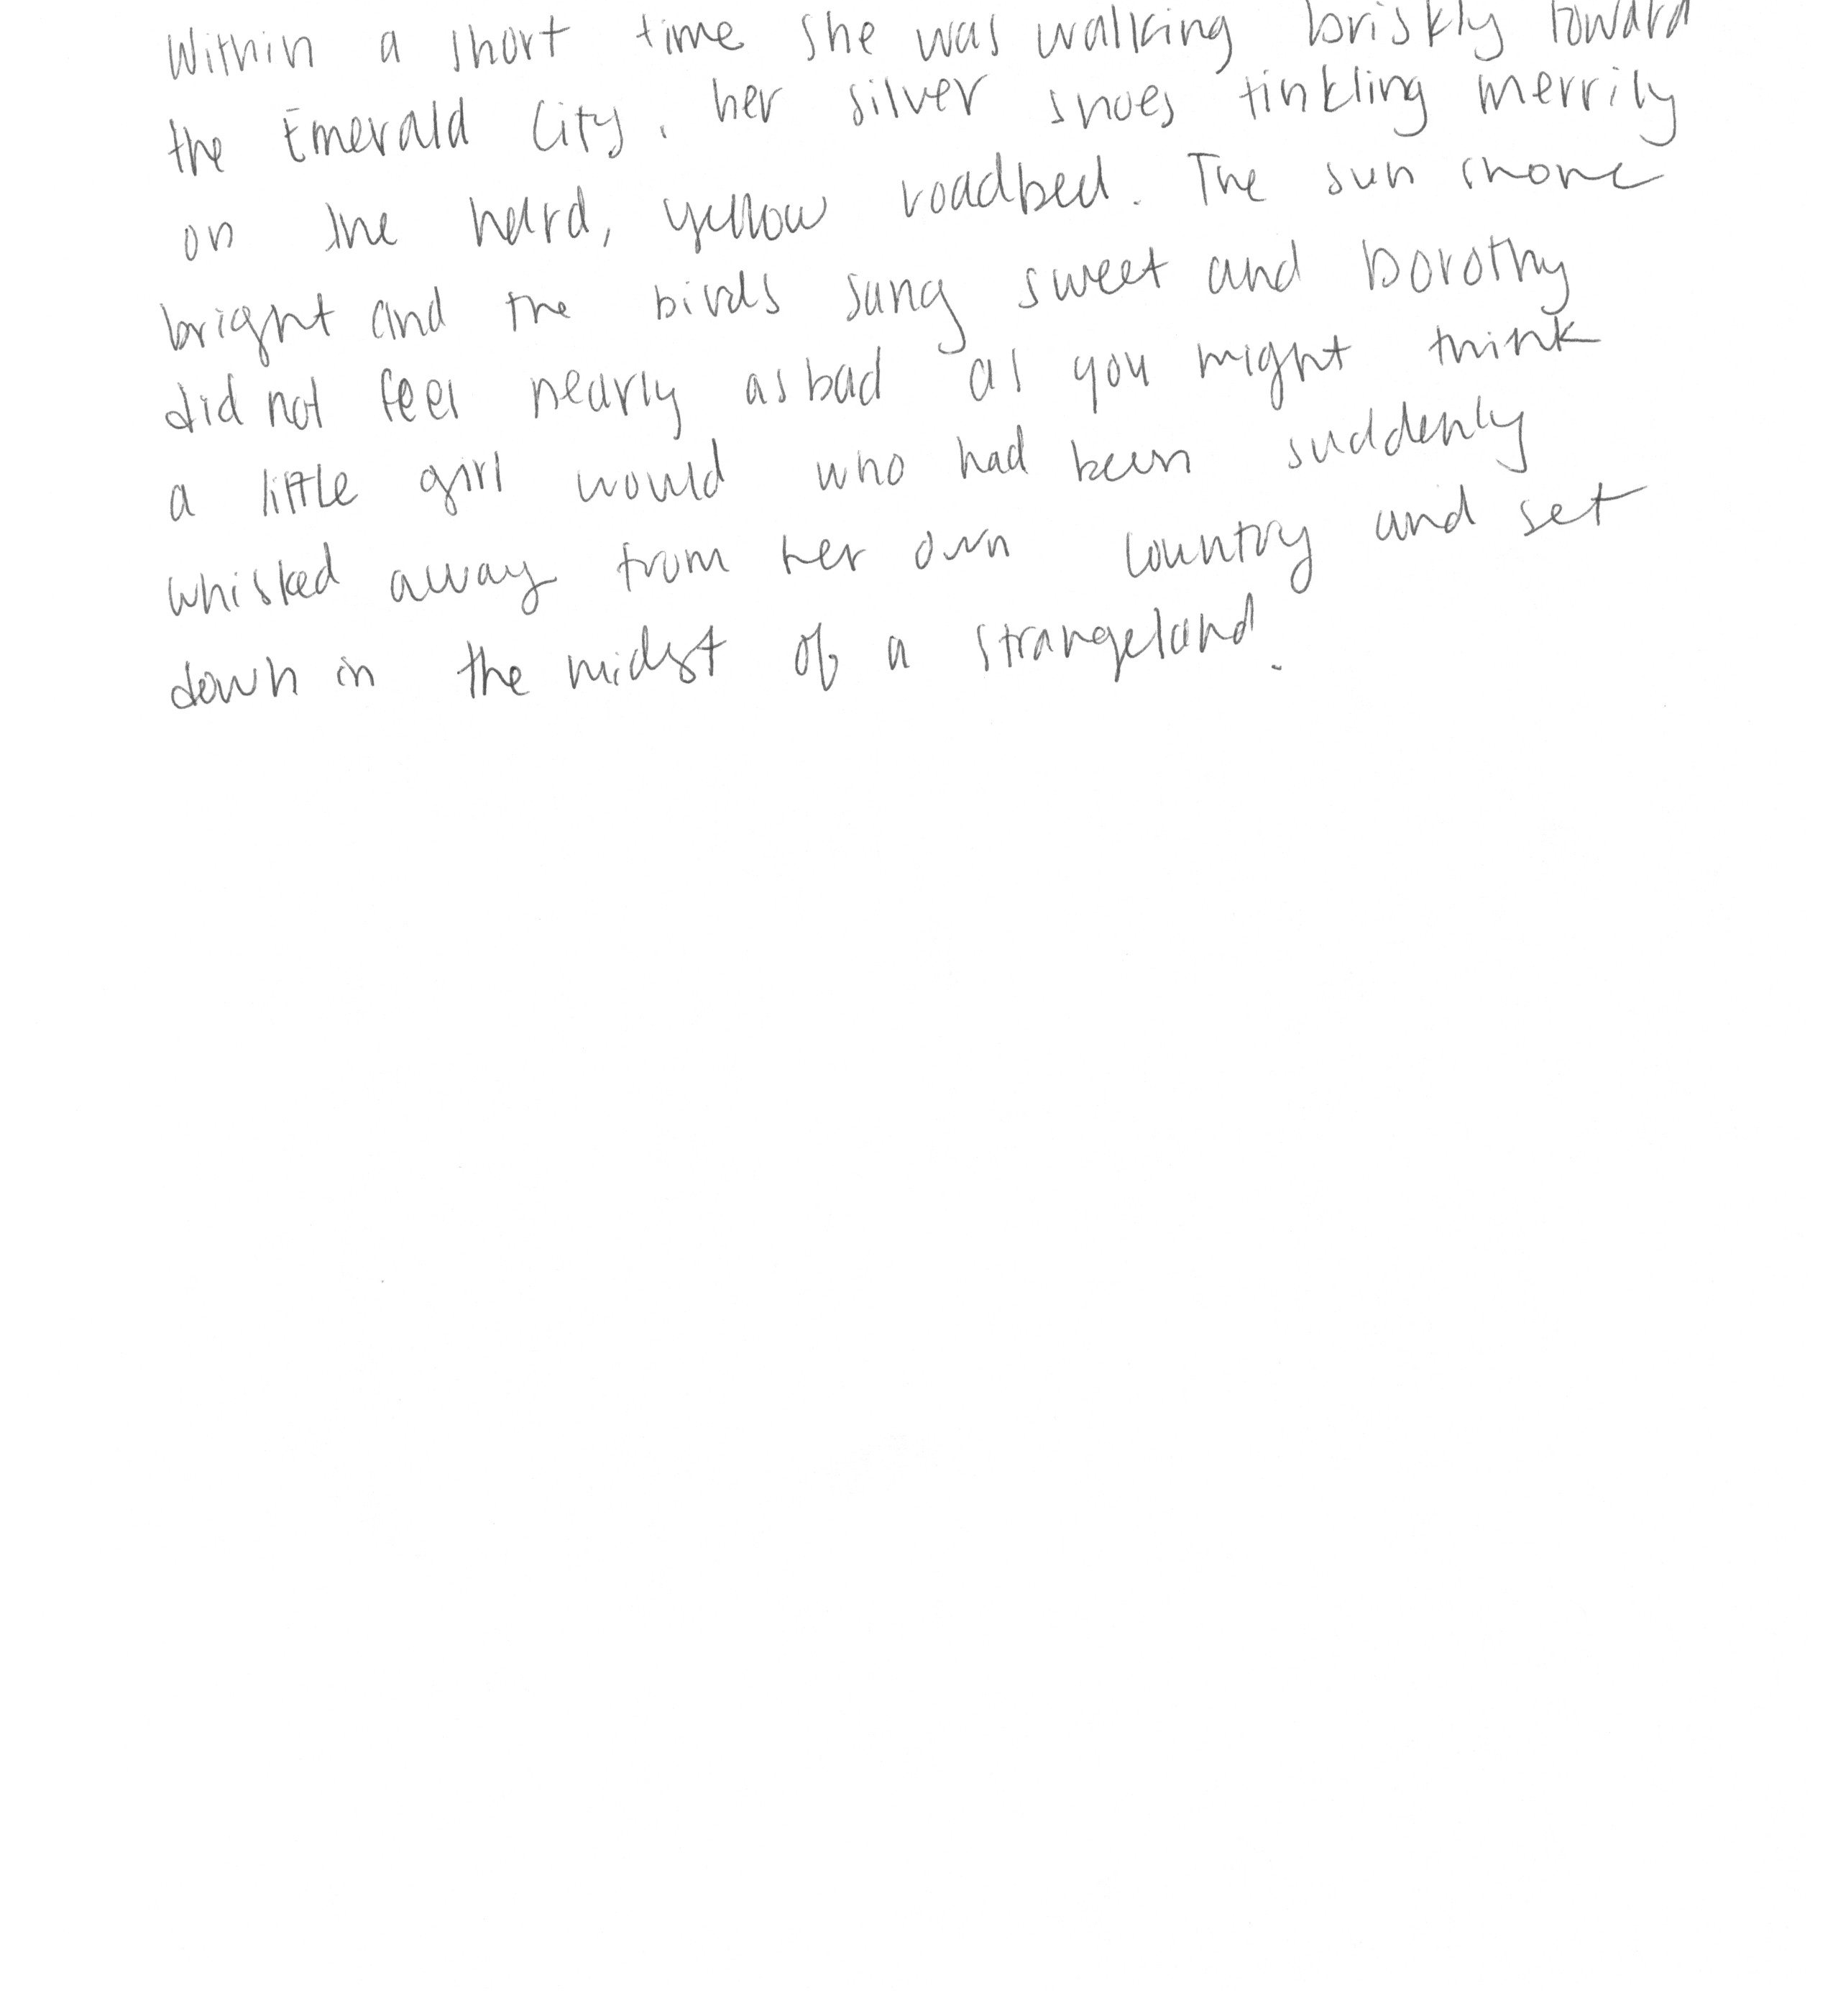 Within a short time she was walking briskly toward
the Emerald City, her silver shoes tinkling merrily
on the hard, yellow roadbed. The sun shone
bright and the birds sung sweet and Dorothy
did not feel nearly as bad as you might think
a little girl would who had been suddenly
whisked away from her own country and set
down in the midst of a strangeland.